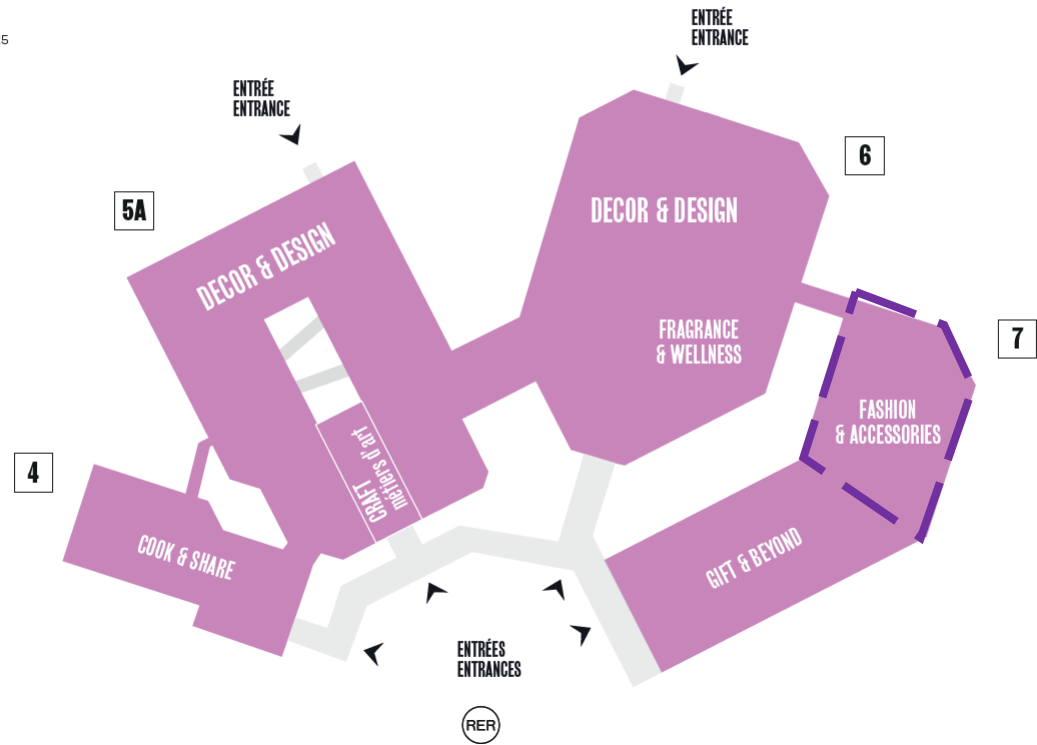 5
ENTRÉE
ENTRANCE
ENTRÉE
ENTRANCE
6
5A
DECOR & DESIGN
DECOR & DESIGN
7
FRAGRANCE
& WELLNESS
FASHION
& ACCESSORIES
4
CRAFT
métiers d'art
COOK & SHARE
GIFT & BEYOND
ENTRÉES
ENTRANCES
RER